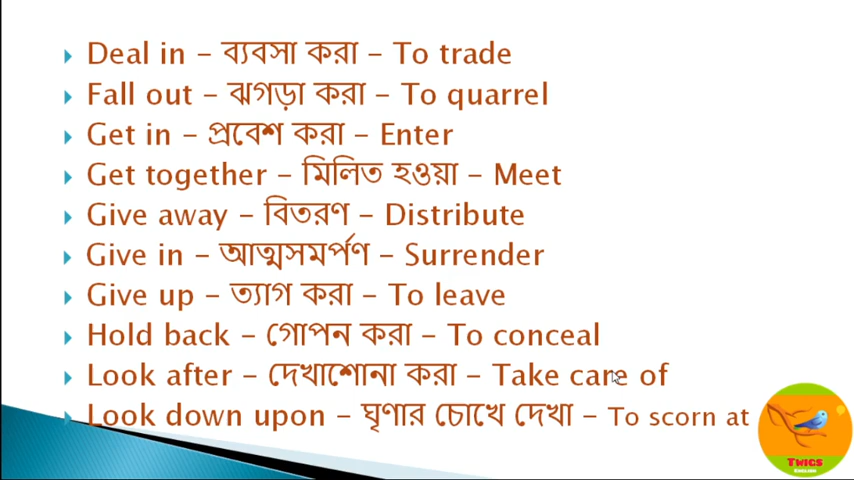 Deal in – ব্যবসা করা – To trade
Fall out – ঝগড়া করা – To quarrel
Get in – প্রবেশ করা – Enter
Get together – মিলিত হওয়া – Meet
Give away – বিতরণ – Distribute
Give in – আত্মসমর্পণ – Surrender
Give up – ত্যাগ করা – To leave
Hold back – গোপন করা – To conceal
Look after – দেখাশোনা করা – Take care of
Look down upon – ঘৃণার চোখে দেখা – To scorn at
Twics
English